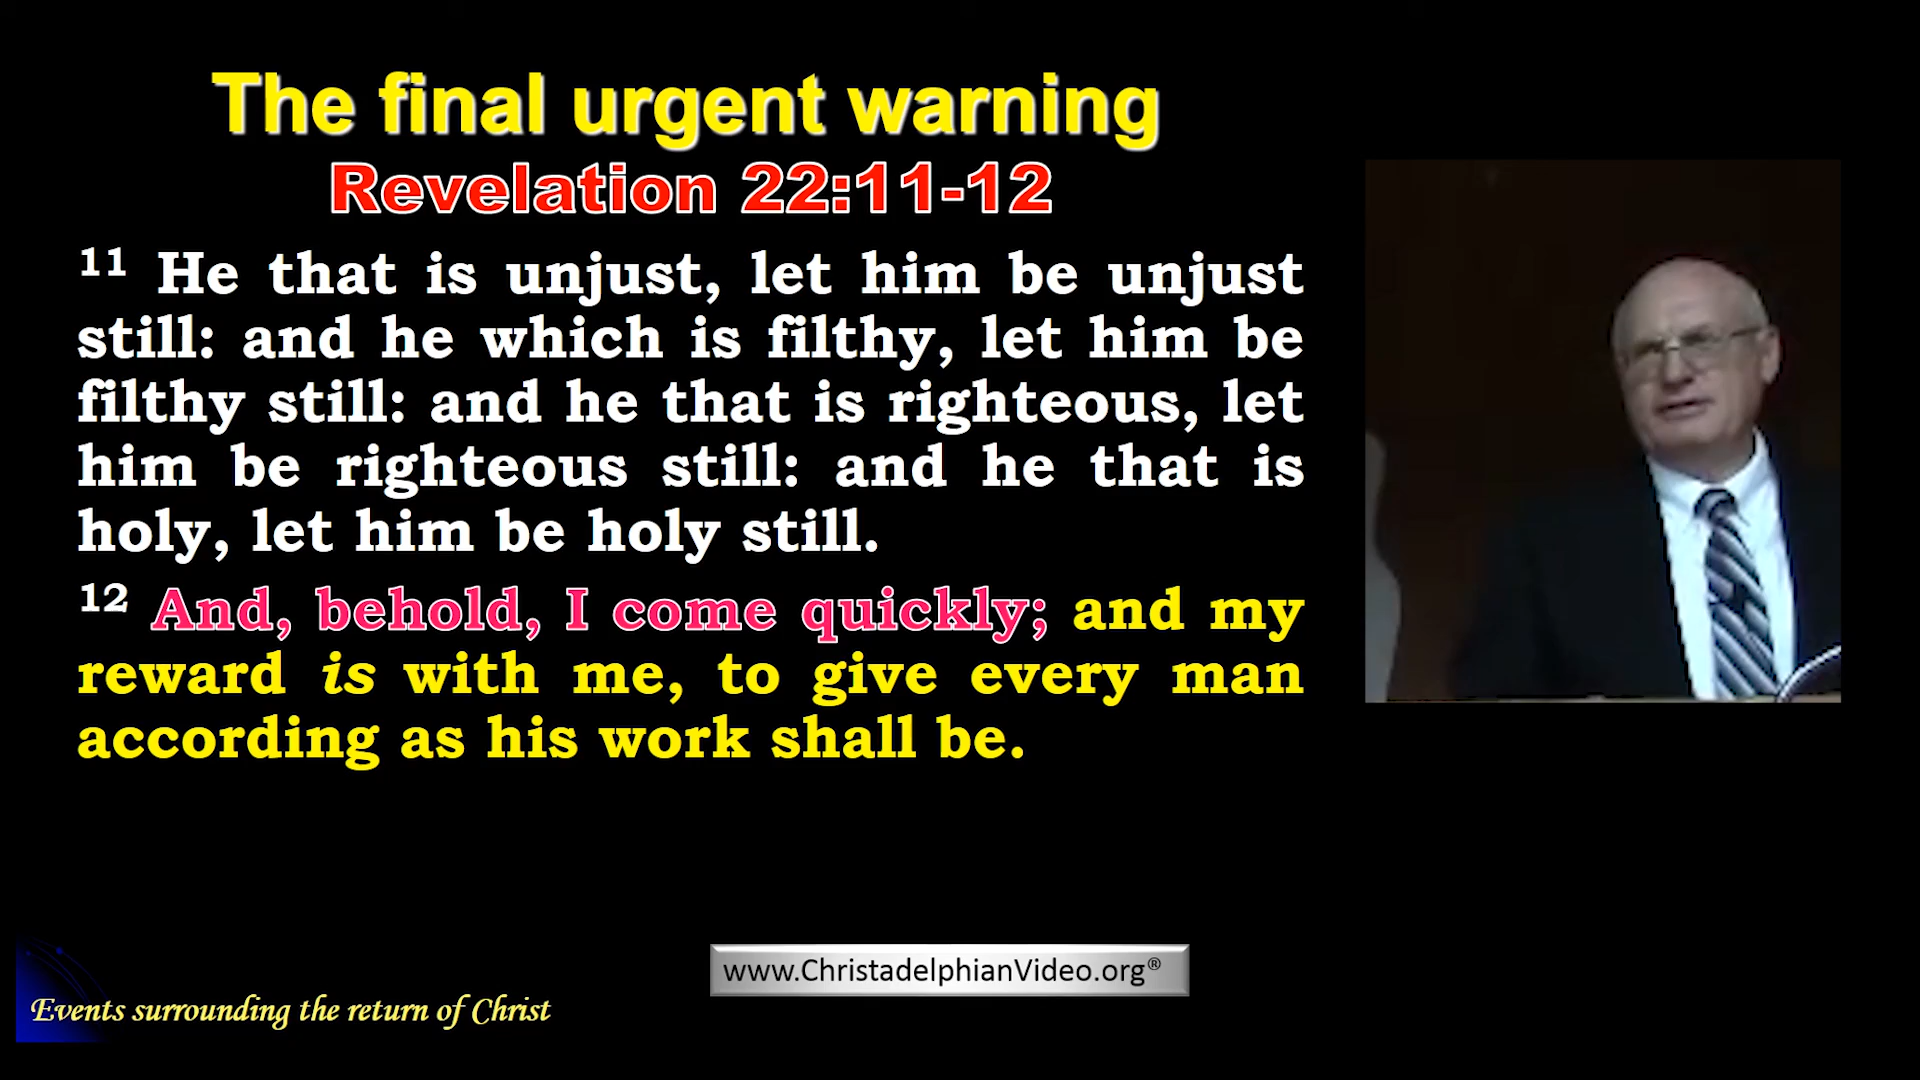 The final urgent warning
Revelation 22:11-12
11 He that is unjust, let him be unjust
still: and he which is filthy, let him be
filthy still: and he that is righteous, let
him be righteous still: and he that is
holy, let him be holy still.
12 And, behold, I come quickly; and my
reward is with me, to give every man
according as his work shall be.
www.ChristadelphianVideo.org®
Events surrounding the return of Christ